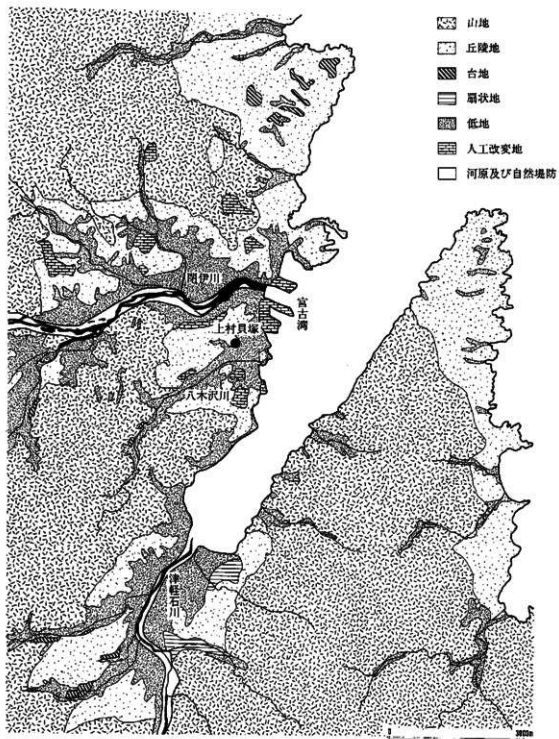 山地
丘陵地
台地
扇状地
低地
人工改変地
河原及び自然堤防
閉伊川
宮古湾
上村貝塚
八木沢川
津軽石川
0 3000m